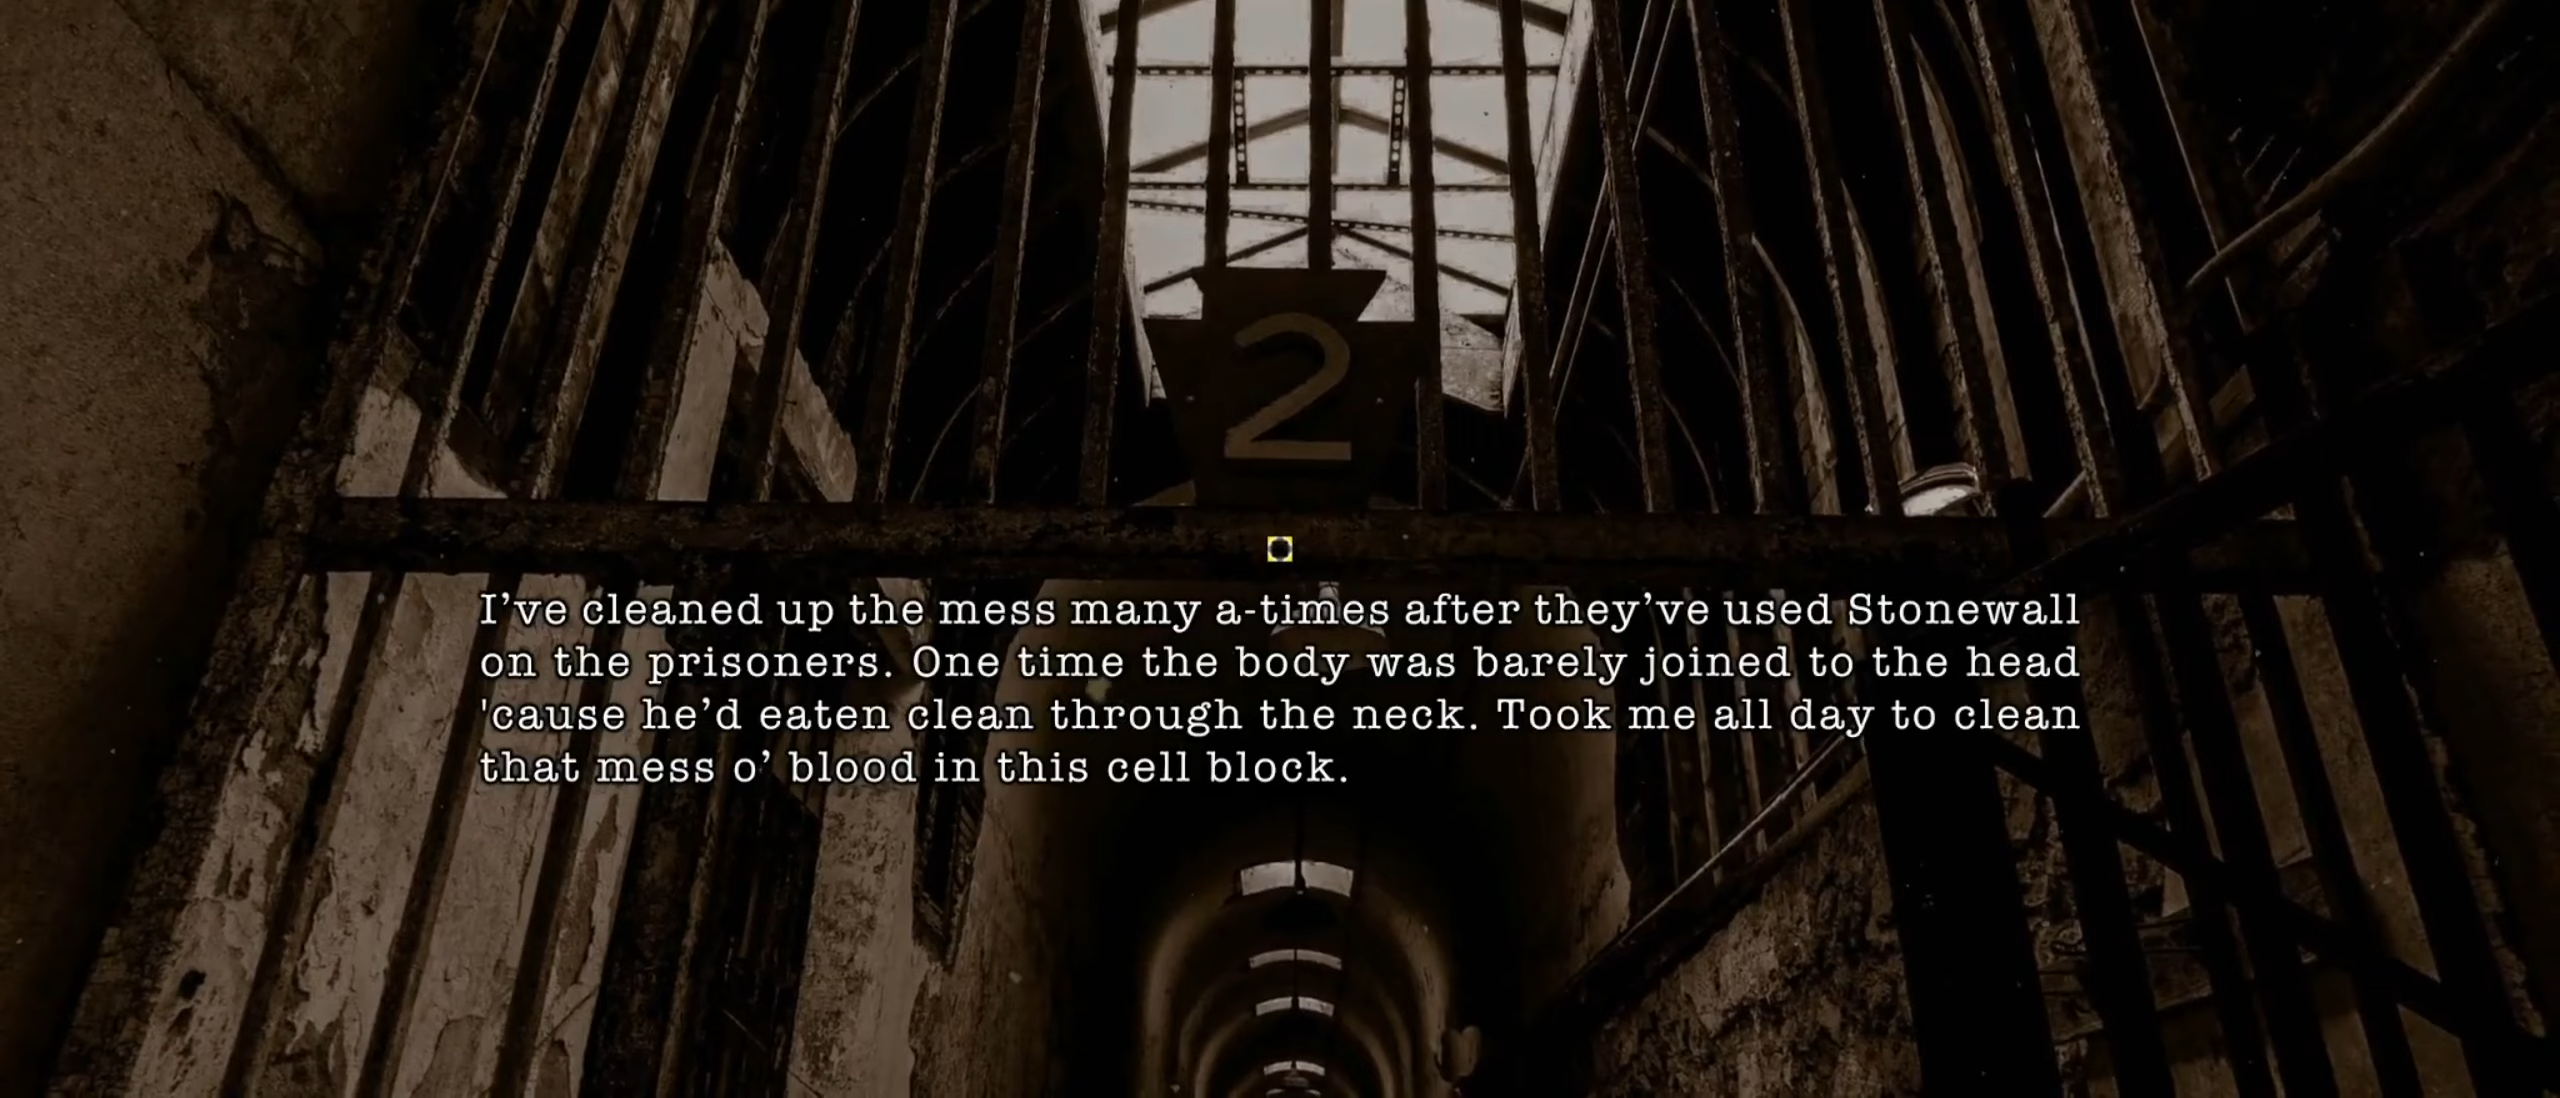 2
I’ve cleaned up the mess many a-times after they’ve used Stonewall
on the prisoners. One time the body was barely joined to the head
'cause he’d eaten clean through the neck. Took me all day to clean
that mess o’ blood in this cell block.